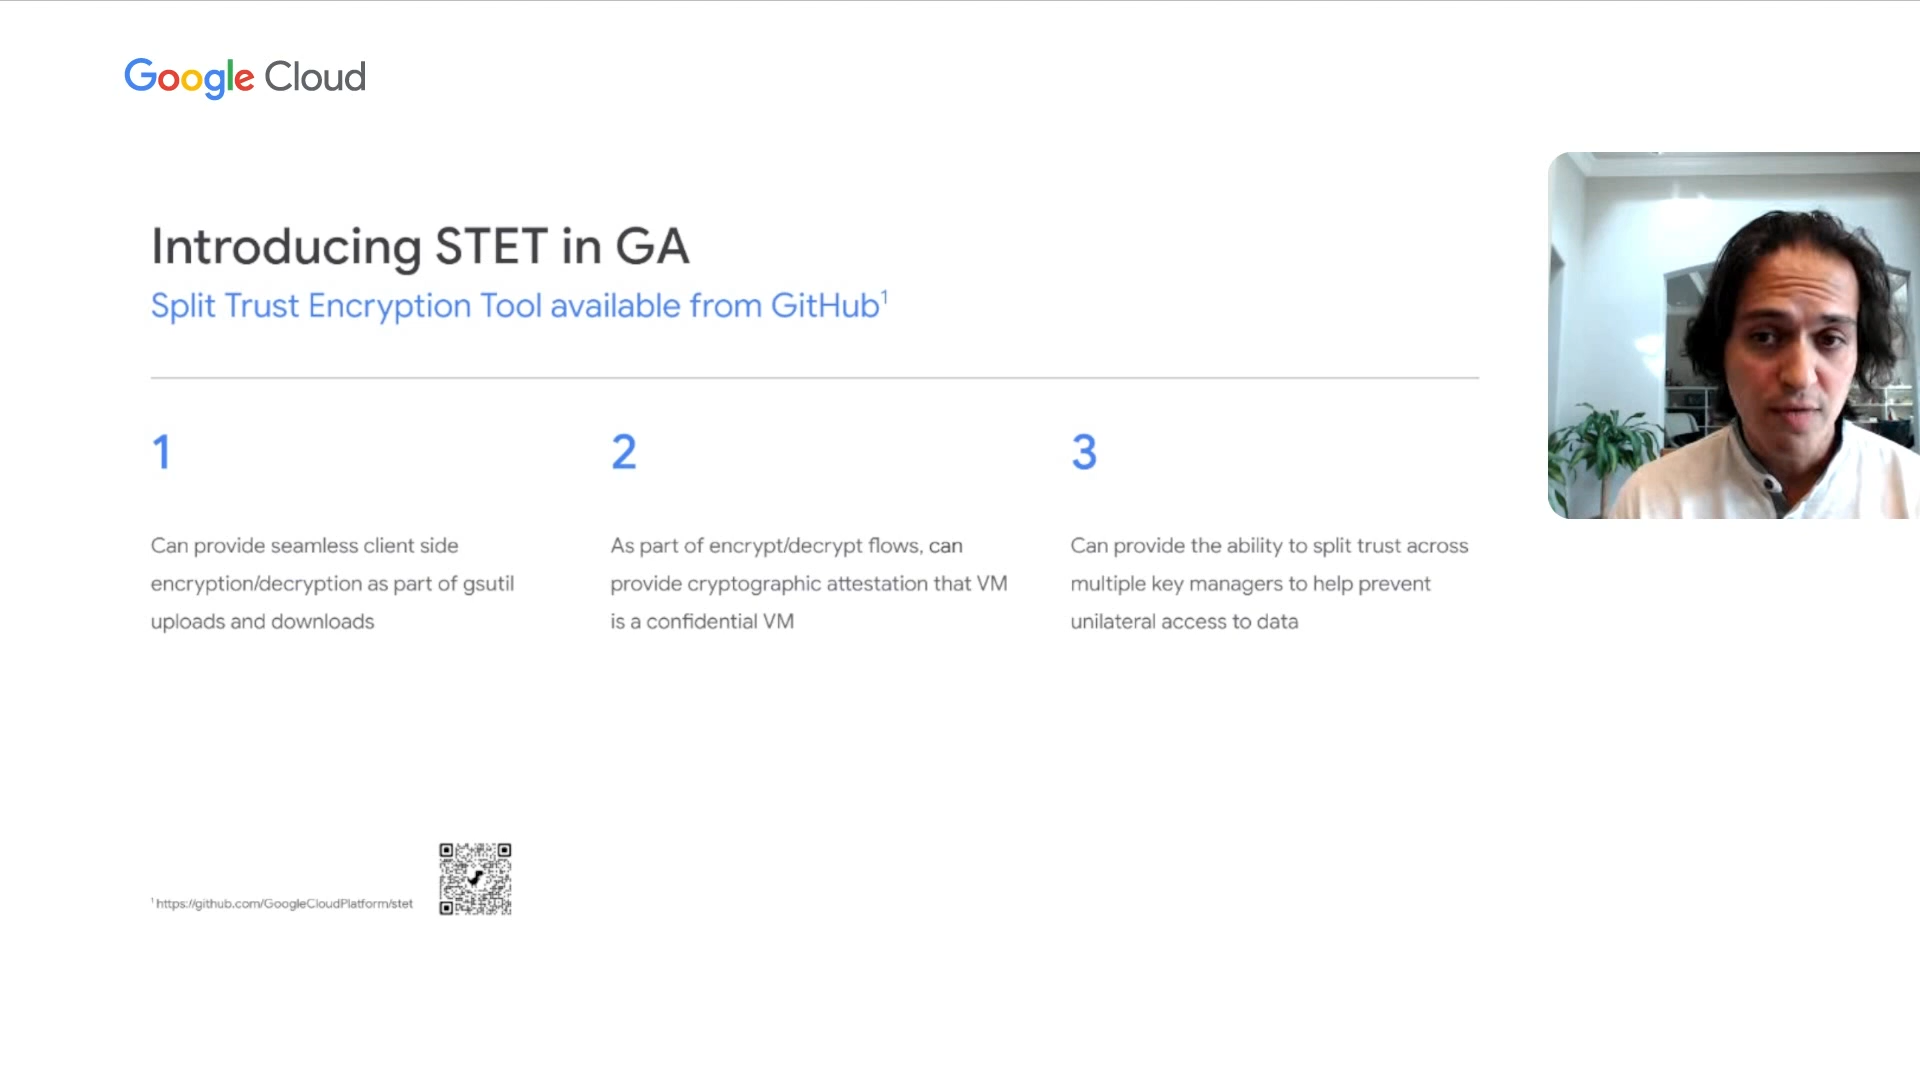 Google Cloud
Introducing STET in GA
Split Trust Encryption Tool available from GitHub¹
1
Can provide seamless client side
encryption/decryption as part of gsutil
uploads and downloads
2
As part of encrypt/decrypt flows, can
provide cryptographic attestation that VM
is a confidential VM
3
Can provide the ability to split trust across
multiple key managers to help prevent
unilateral access to data
¹ https://github.com/GoogleCloudPlatform/stet